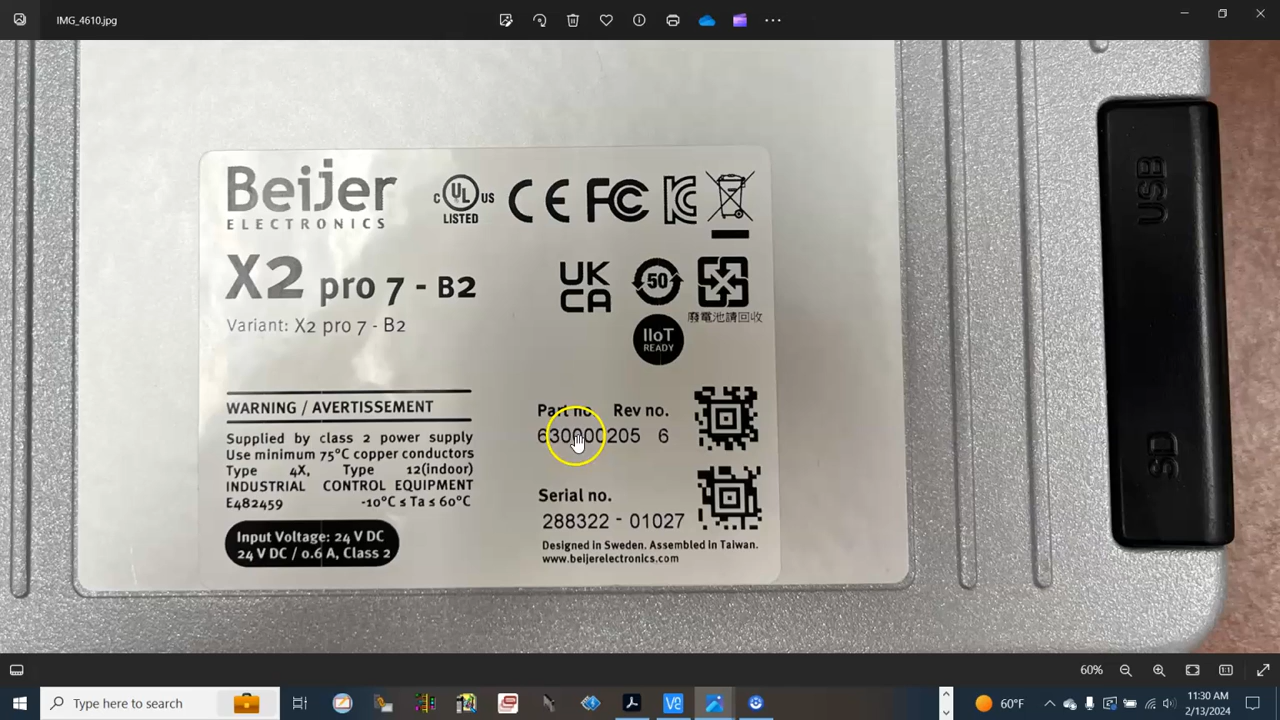 IMG_4610.jpg
Beijer
ELECTRONICS
C UL US
LISTED
CE FC KC
X2 pro 7 - B2
Variant: X2 pro 7 - B2
UK
CA
50
廢電池請回收
IIoT
READY
WARNING / AVERTISSEMENT
Supplied by class 2 power supply
Use minimum 75°C copper conductors
Type 4X, Type 12(indoor)
INDUSTRIAL CONTROL EQUIPMENT
E482459 -10°C ≤ Ta ≤ 60°C
Input Voltage: 24 V DC
24 V DC / 0.6 A, Class 2
Part no. Rev no.
630000205 6
Serial no.
288322 - 01027
Designed in Sweden. Assembled in Taiwan.
www.beijerelectronics.com
USB
SD
60%
Type here to search
60°F
11:30 AM
2/13/2024